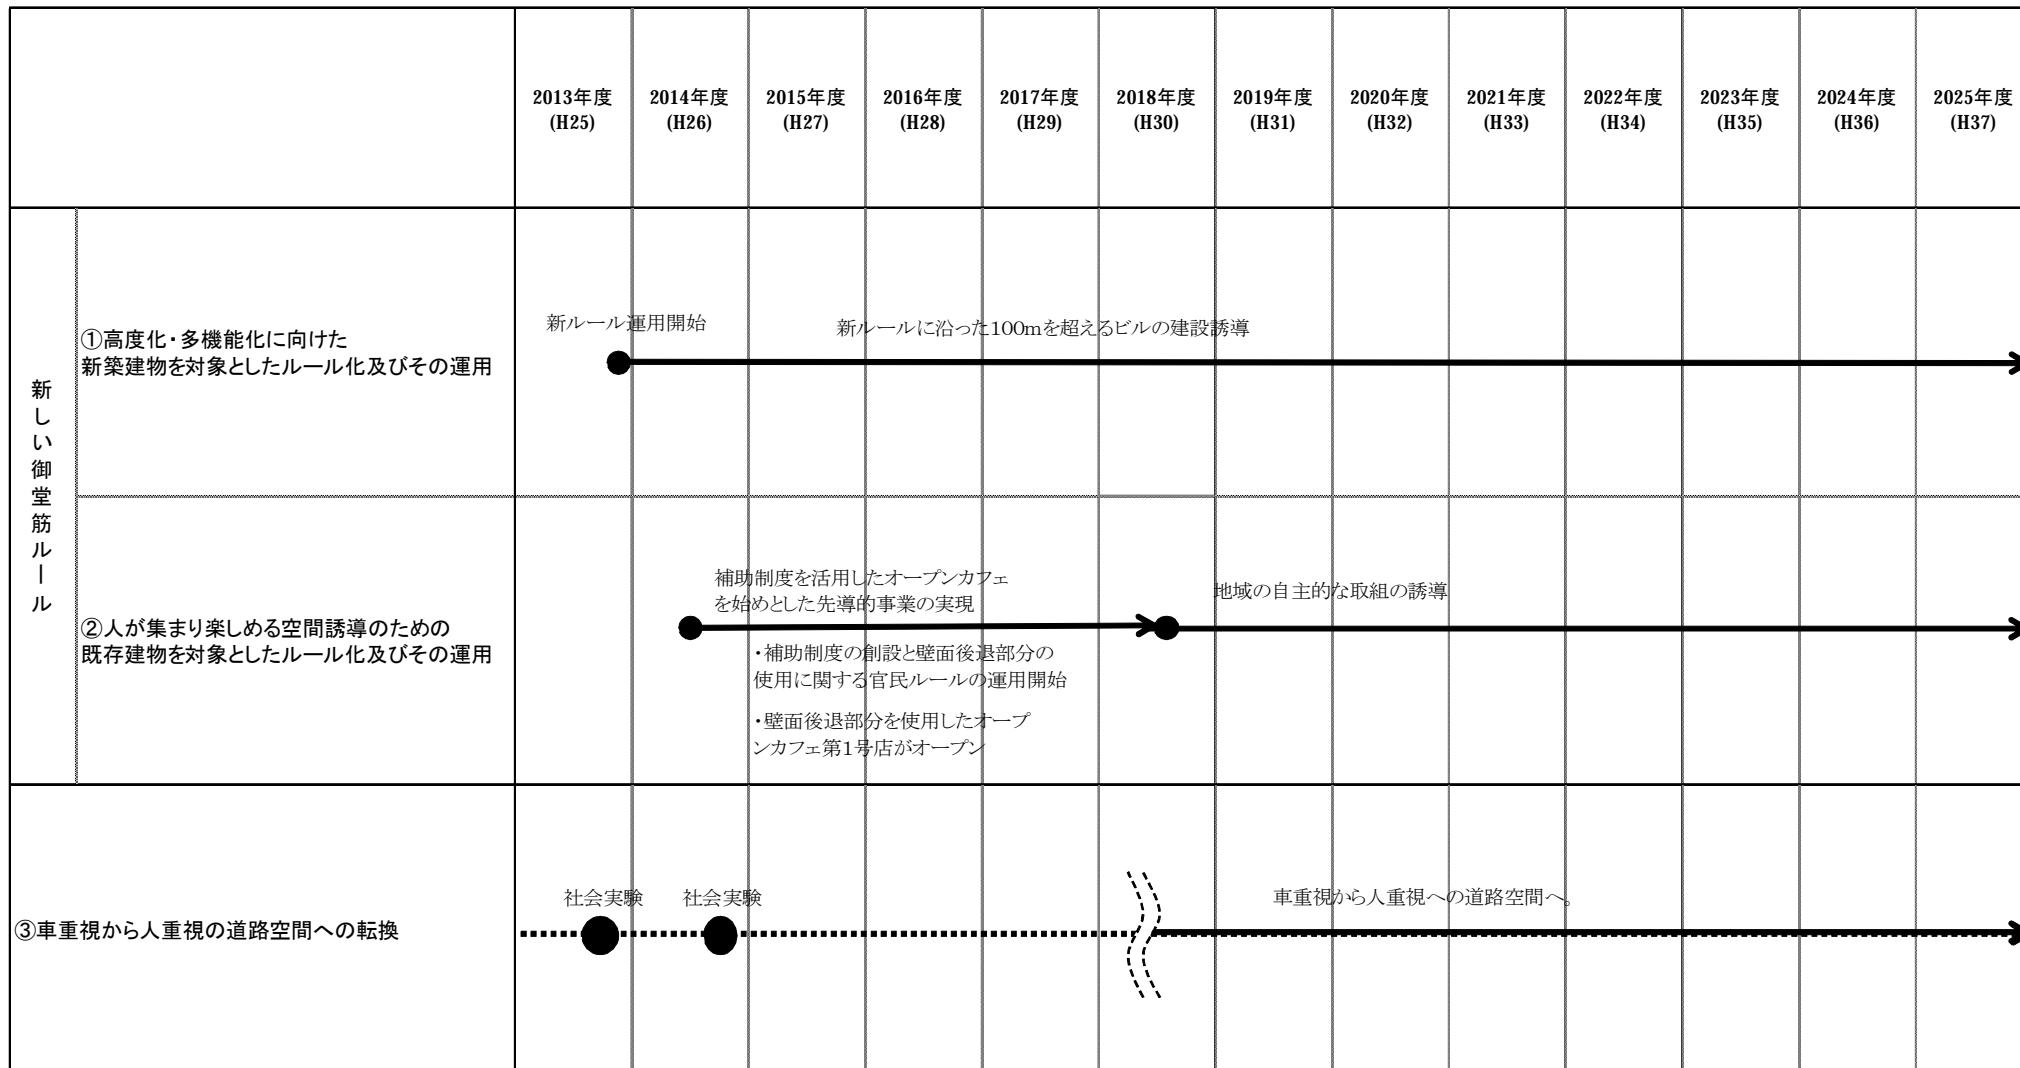 2013年度
(H25)
2014年度
(H26)
2015年度
(H27)
2016年度
(H28)
2017年度
(H29)
2018年度
(H30)
2019年度
(H31)
2020年度
(H32)
2021年度
(H33)
2022年度
(H34)
2023年度
(H35)
2024年度
(H36)
2025年度
(H37)
新しい御堂筋ルール
①高度化・多機能化に向けた
新築建物を対象としたルール化及びその運用
新ルール運用開始
新ルールに沿った100mを超えるビルの建設誘導
②人が集まり楽しめる空間誘導のための
既存建物を対象としたルール化及びその運用
補助制度を活用したオープンカフェ
を始めとした先導的事業の実現
・補助制度の創設と壁面後退部分の
使用に関する官民ルールの運用開始
・壁面後退部分を使用したオープ
ンカフェ第1号店がオープン
地域の自主的な取組の誘導
③車重視から人重視の道路空間への転換
社会実験
社会実験
車重視から人重視への道路空間へ。